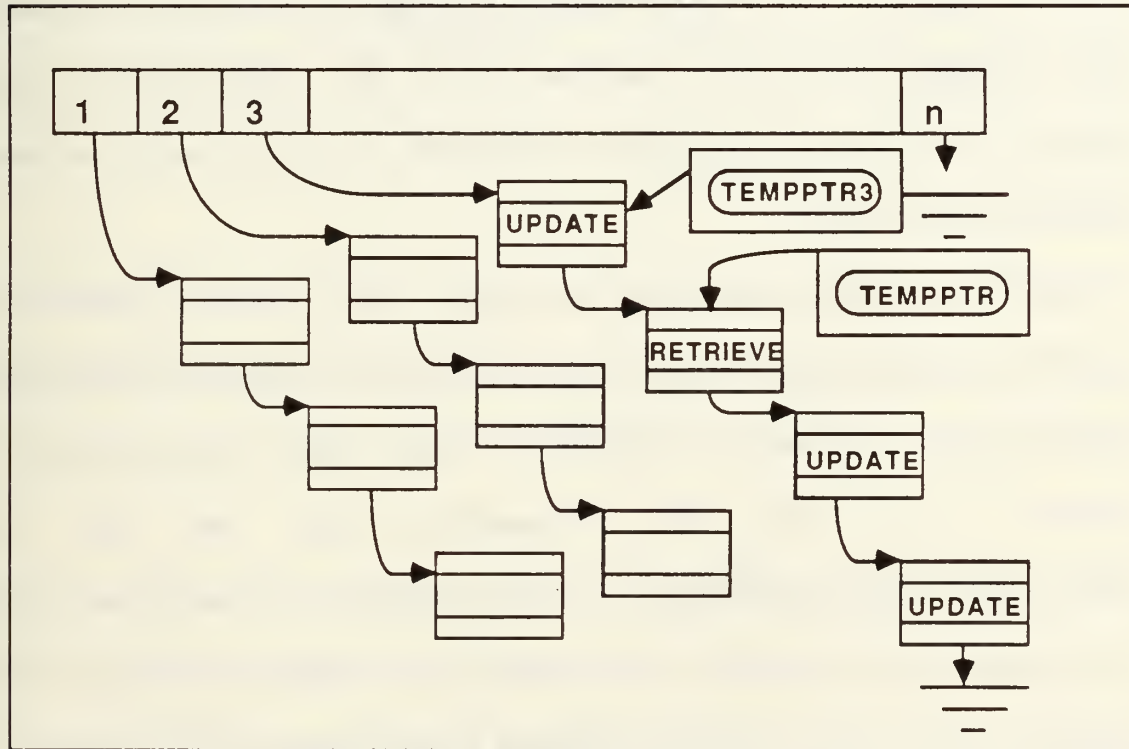 1 2 3 n
TEMPPTR3
UPDATE
TEMPPTR
RETRIEVE
UPDATE
UPDATE